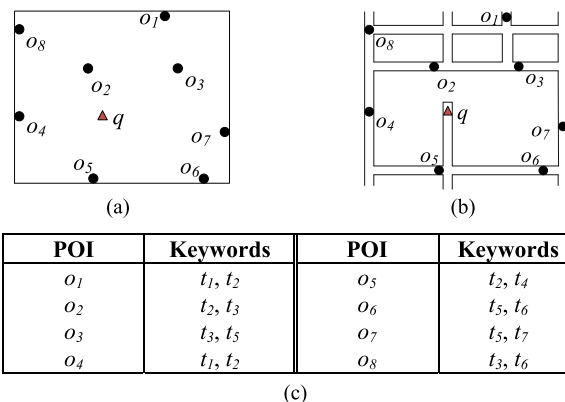 o1 o1
o8 o8
o2 o3 o2 o3
o4 q o4 q
o7 o7
o5 o6 o5 o6
(a) (b)
POI Keywords POI Keywords
o1 t1, t2 o5 t2, t4
o2 t2, t3 o6 t5, t6
o3 t3, t5 o7 t5, t7
o4 t1, t2 o8 t3, t6
(c)